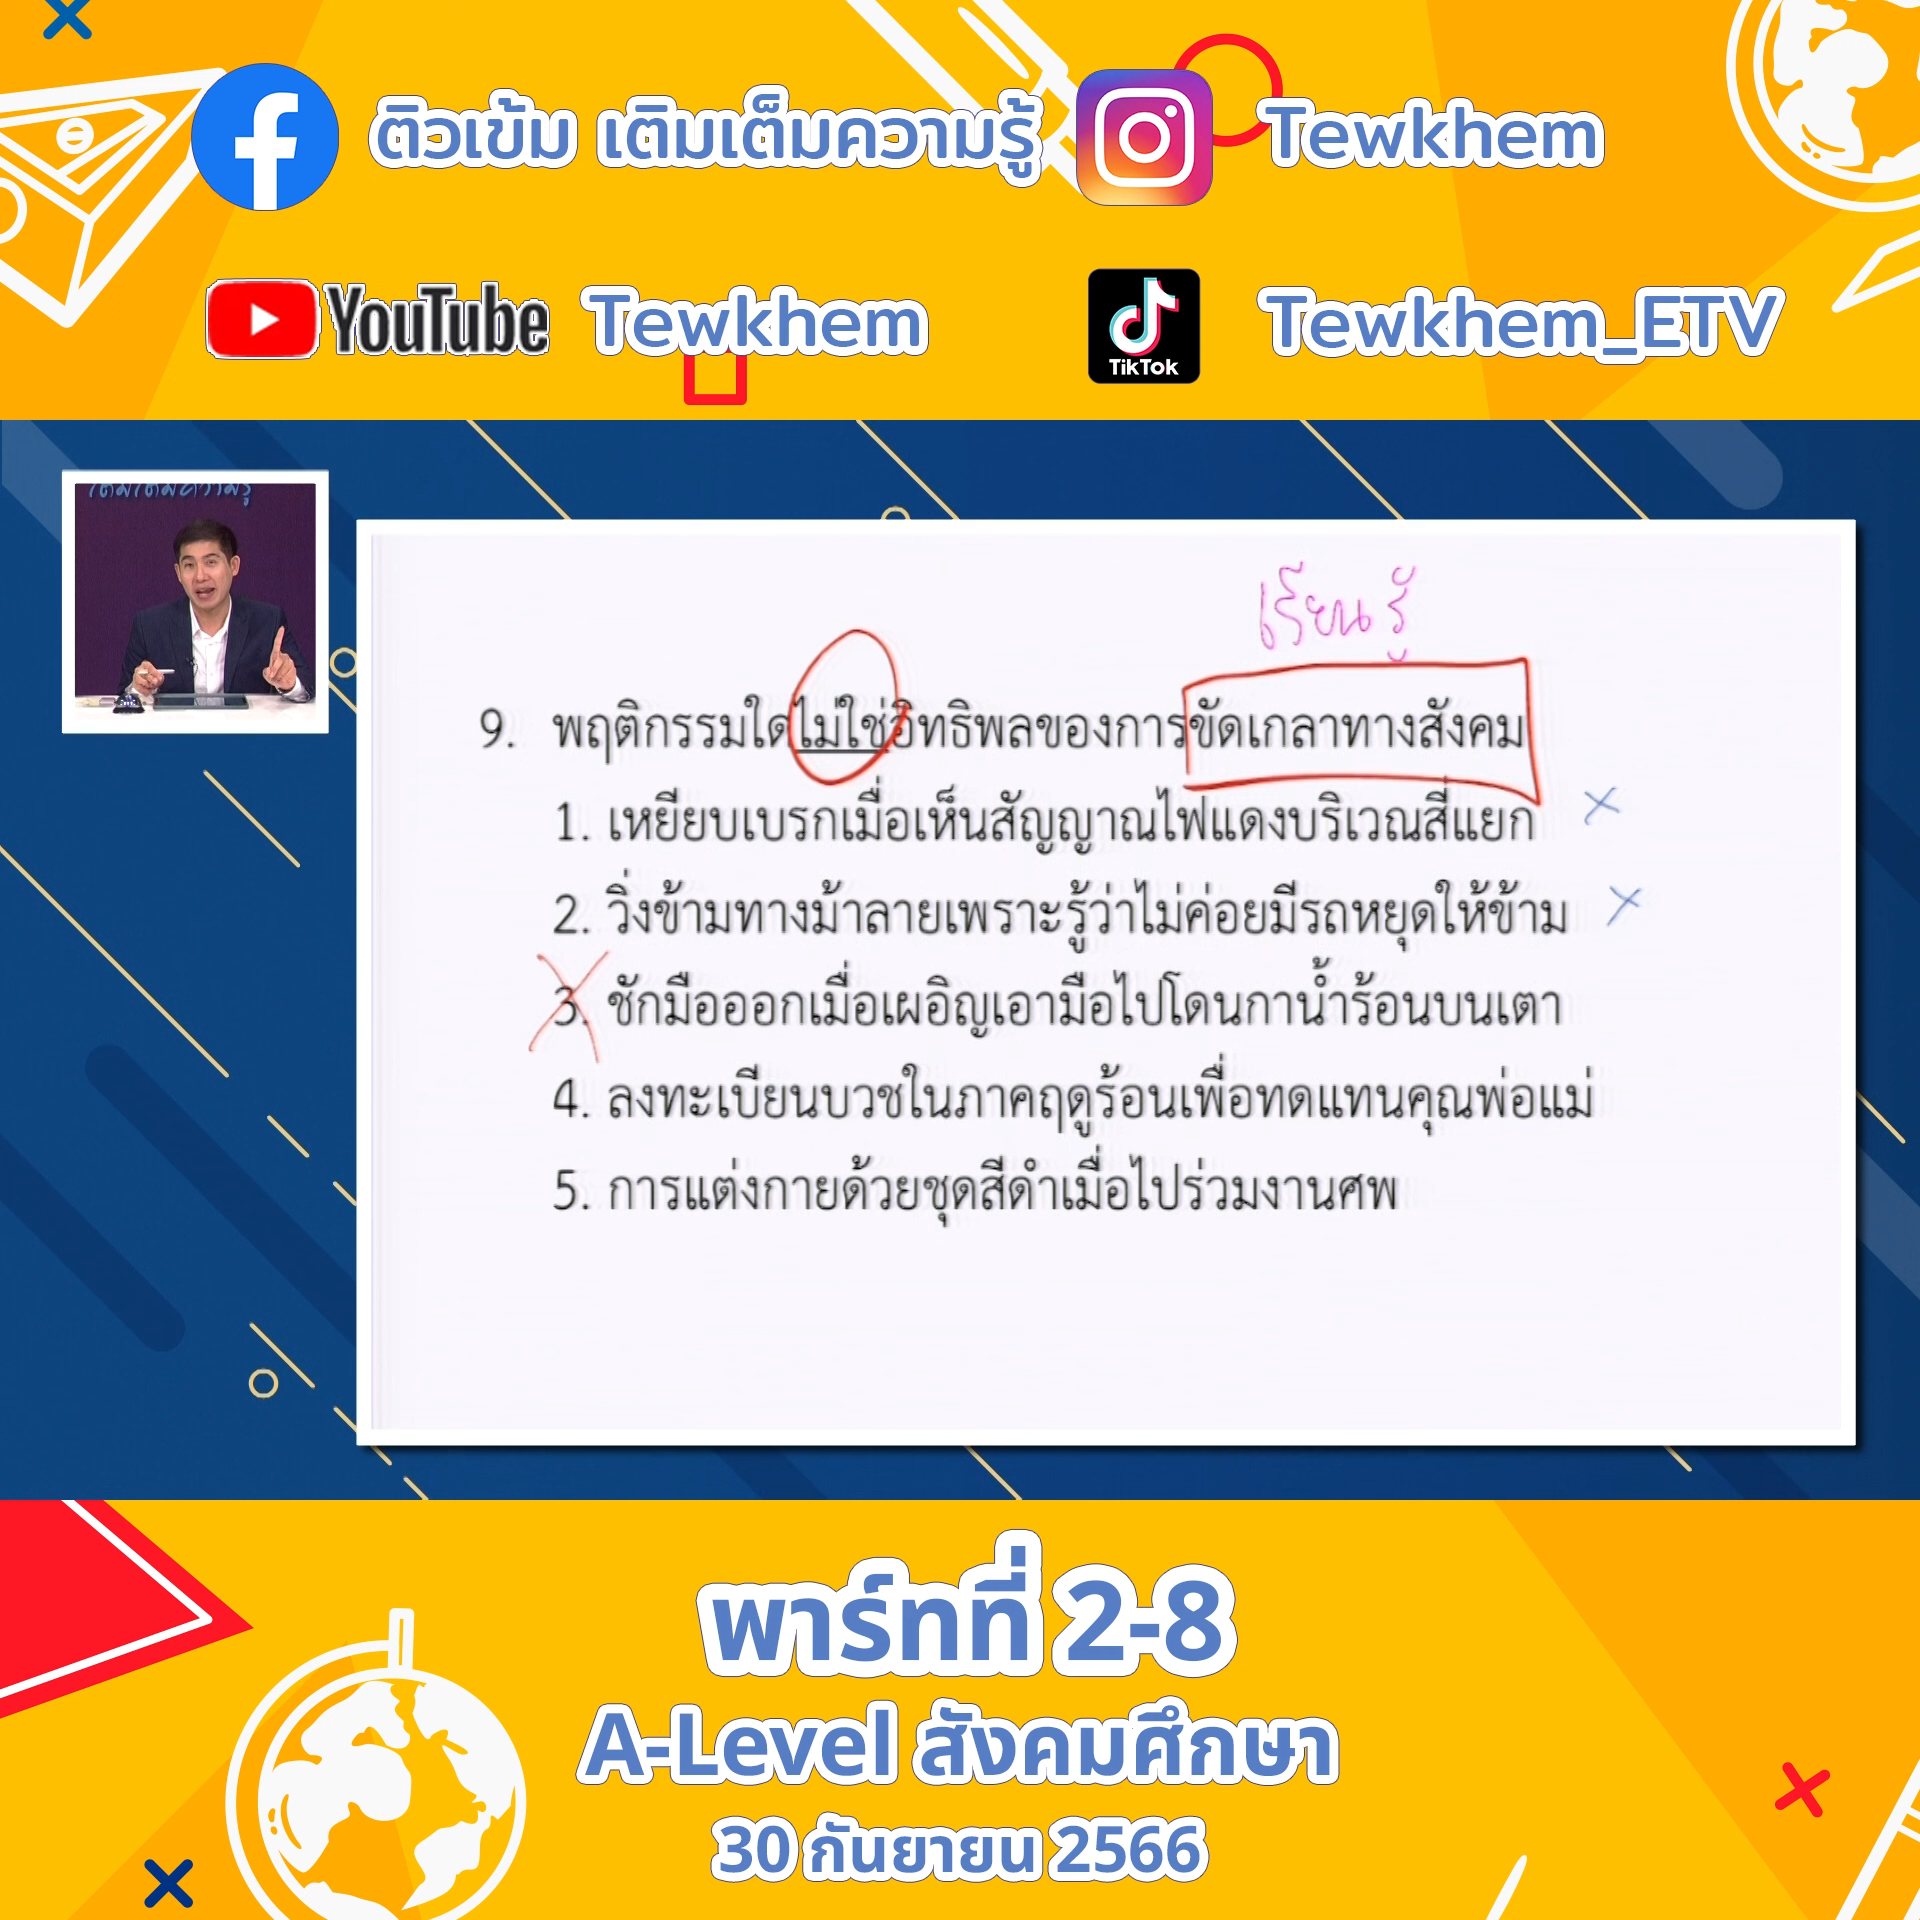 ติวเข้ม เติมเต็มความรู้
Tewkhem
YouTube Tewkhem
TikTok
Tewkhem_ETV
เติมเต็มความรู้
เรียนรู้
9. พฤติกรรมใดไม่ใช่อิทธิพลของการขัดเกลาทางสังคม
1. เหยียบเบรกเมื่อเห็นสัญญาณไฟแดงบริเวณสี่แยก
2. วิ่งข้ามทางม้าลายเพราะรู้ว่าไม่ค่อยมีรถหยุดให้ข้าม
3. ชักมือออกเมื่อเผอิญเอามือไปโดนกาน้ำร้อนบนเตา
4. ลงทะเบียนบวชในภาคฤดูร้อนเพื่อทดแทนคุณพ่อแม่
5. การแต่งกายด้วยชุดสีดำเมื่อไปร่วมงานศพ
พาร์ทที่ 2-8
A-Level สังคมศึกษา
30 กันยายน 2566